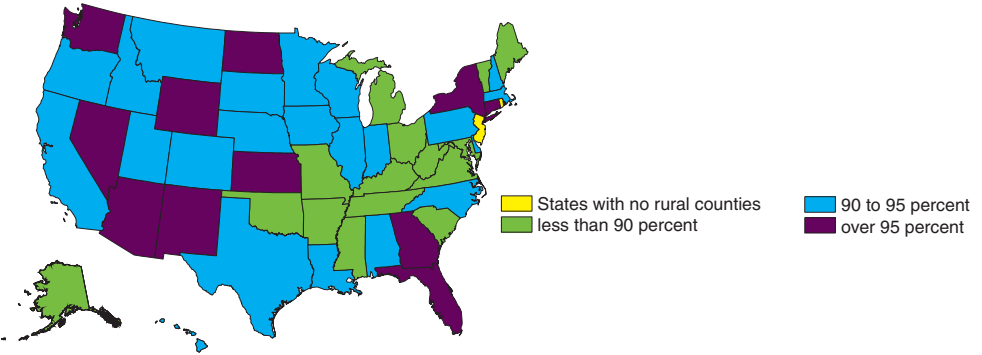 States with no rural counties
less than 90 percent
90 to 95 percent
over 95 percent